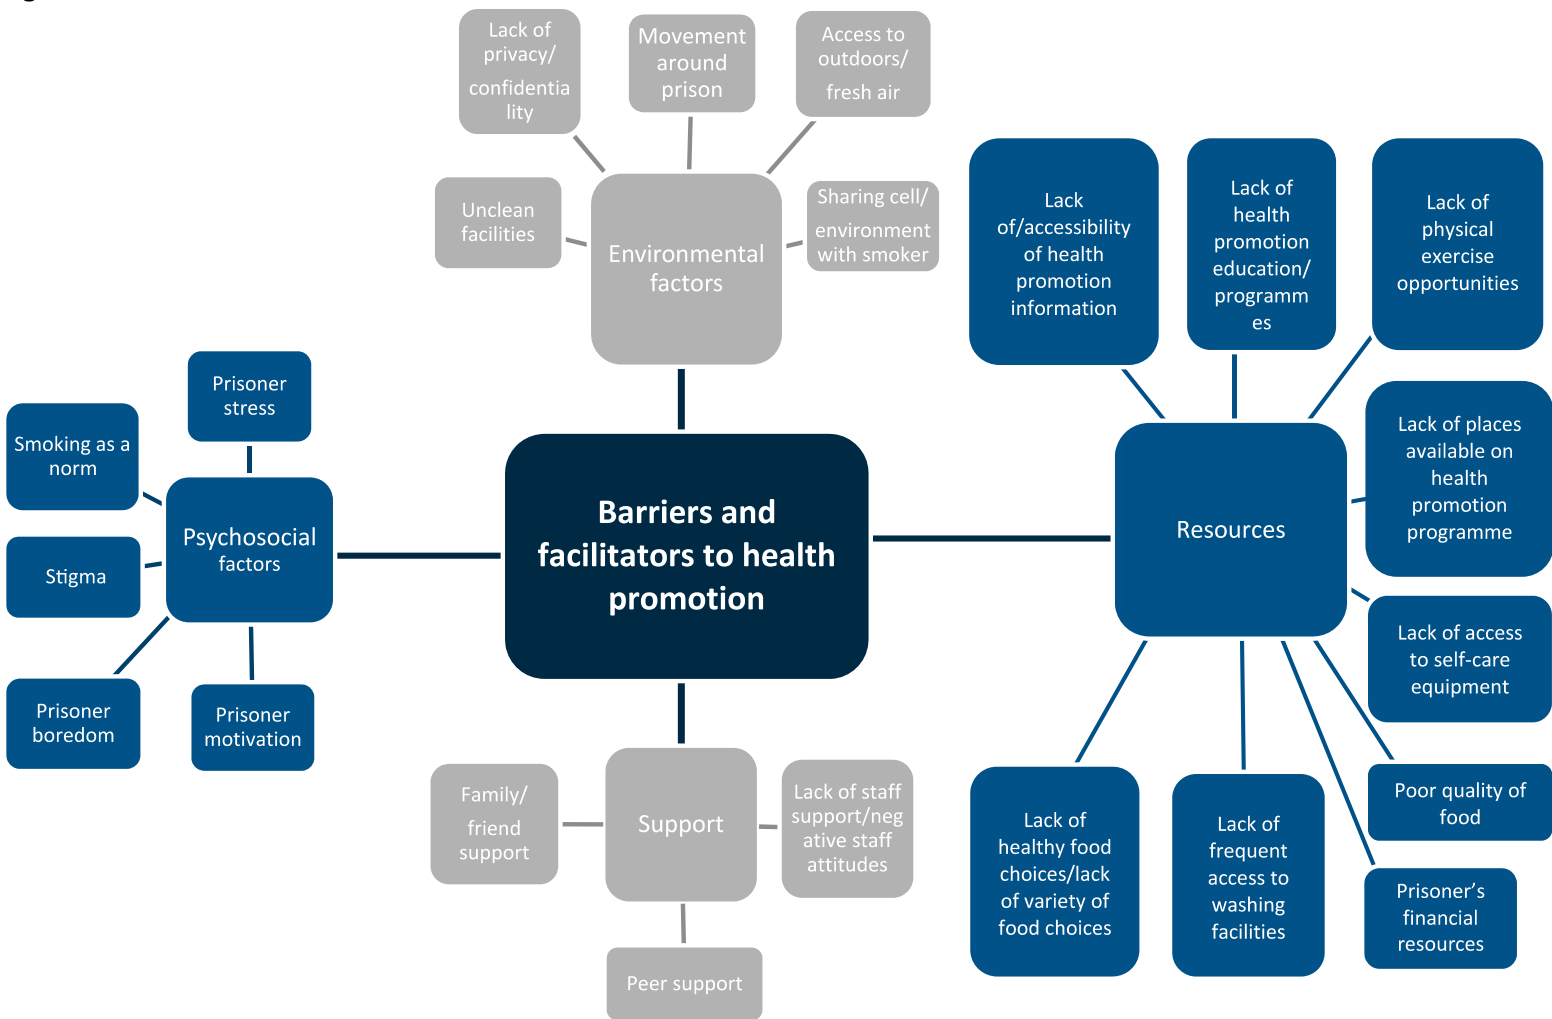 Lack of
privacy/
confidentia
lity
Movement
around
prison
Access to
outdoors/
fresh air
Unclean
facilities
Environmental
factors
Sharing cell/
environment
with smoker
Lack
of/accessibility
of health
promotion
information
Lack of
health
promotion
education/
programm
es
Lack of
physical
exercise
opportunities
Prisoner
stress
Smoking as a
norm
Psychosocial
factors
Stigma
Prisoner
boredom
Prisoner
motivation
Barriers and
facilitators to health
promotion
Resources
Lack of places
available on
health
promotion
programme
Lack of access
to self-care
equipment
Poor quality of
food
Prisoner’s
financial
resources
Lack of
frequent
access to
washing
facilities
Lack of
healthy food
choices/lack
of variety of
food choices
Family/
friend
support
Support
Lack of staff
support/neg
ative staff
attitudes
Peer support